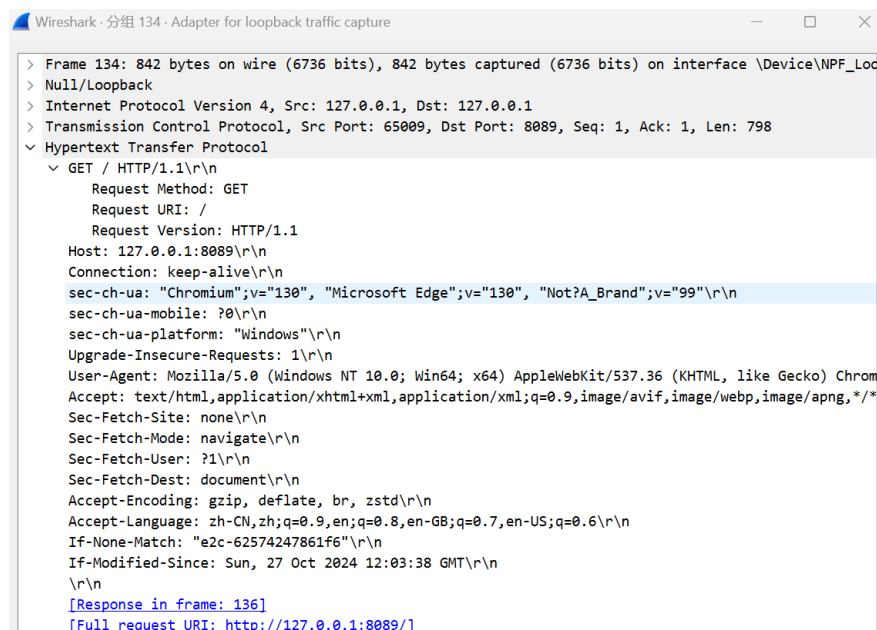 Wireshark · 分组 134 · Adapter for loopback traffic capture
Frame 134: 842 bytes on wire (6736 bits), 842 bytes captured (6736 bits) on interface \Device\NPF_Loo
Null/Loopback
Internet Protocol Version 4, Src: 127.0.0.1, Dst: 127.0.0.1
Transmission Control Protocol, Src Port: 65009, Dst Port: 8089, Seq: 1, Ack: 1, Len: 798
Hypertext Transfer Protocol
GET / HTTP/1.1\r\n
Request Method: GET
Request URI: /
Request Version: HTTP/1.1
Host: 127.0.0.1:8089\r\n
Connection: keep-alive\r\n
sec-ch-ua: "Chromium";v="130", "Microsoft Edge";v="130", "Not?A_Brand";v="99"\r\n
sec-ch-ua-mobile: ?0\r\n
sec-ch-ua-platform: "Windows"\r\n
Upgrade-Insecure-Requests: 1\r\n
User-Agent: Mozilla/5.0 (Windows NT 10.0; Win64; x64) AppleWebKit/537.36 (KHTML, like Gecko) Chrom
Accept: text/html,application/xhtml+xml,application/xml;q=0.9,image/avif,image/webp,image/apng,*/*
Sec-Fetch-Site: none\r\n
Sec-Fetch-Mode: navigate\r\n
Sec-Fetch-User: ?1\r\n
Sec-Fetch-Dest: document\r\n
Accept-Encoding: gzip, deflate, br, zstd\r\n
Accept-Language: zh-CN,zh;q=0.9,en;q=0.8,en-GB;q=0.7,en-US;q=0.6\r\n
If-None-Match: "e2c-62574247861f6"\r\n
If-Modified-Since: Sun, 27 Oct 2024 12:03:38 GMT\r\n
\r\n
[Response in frame: 136]
[Full request URI: http://127.0.0.1:8089/]